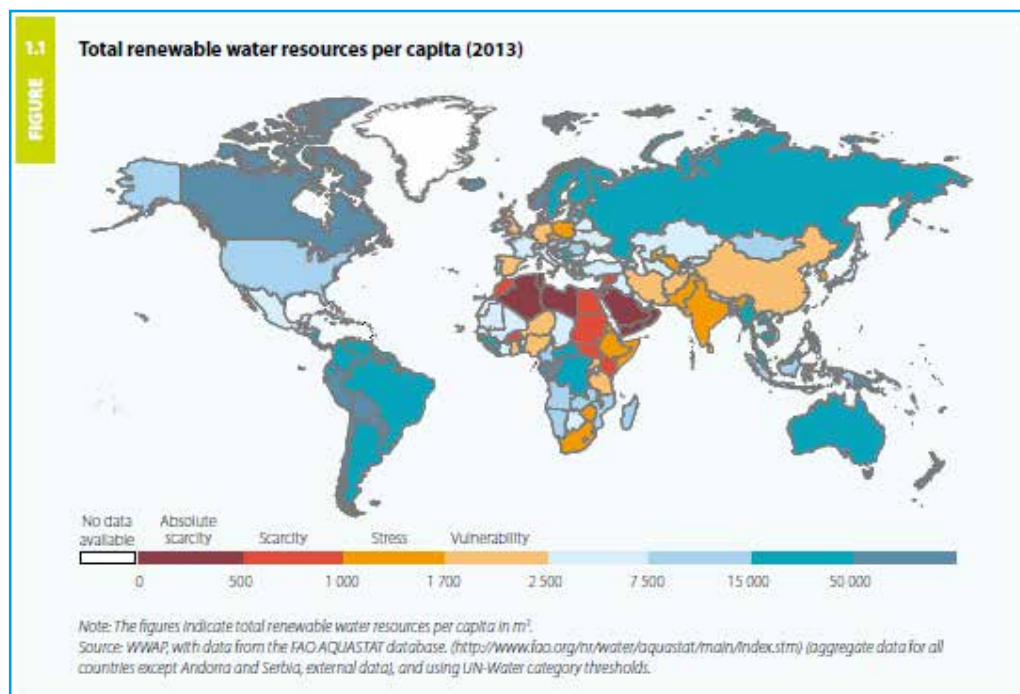 1.1
FIGURE
Total renewable water resources per capita (2013)
No data
available
Absolute
scarcity
Scarcity
Stress
Vulnerability
0
500
1 000
1 700
2 500
7 500
15 000
50 000
Note: The figures indicate total renewable water resources per capita in m³.
Source: WWAP, with data from the FAO AQUASTAT database. (http://www.fao.org/nr/water/aquastat/main/index.stm) (aggregate data for all
countries except Andorra and Serbia, external data), and using UN-Water category thresholds.